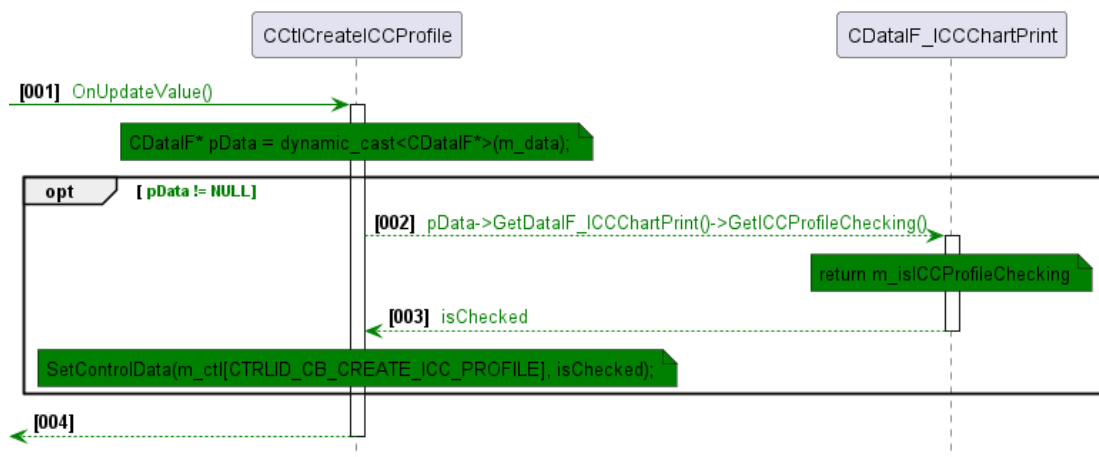 CCtlCreateICCProfile
CDataIF_ICCChartPrint
[001] OnUpdateValue()
CDataIF* pData = dynamic_cast<CDataIF*>(m_data);
opt [ pData != NULL]
[002] pData->GetDataIF_ICCChartPrint()->GetICCProfileChecking()
return m_isICCProfileChecking
[003] isChecked
SetControlData(m_ctl[CTRLID_CB_CREATE_ICC_PROFILE], isChecked);
[004]